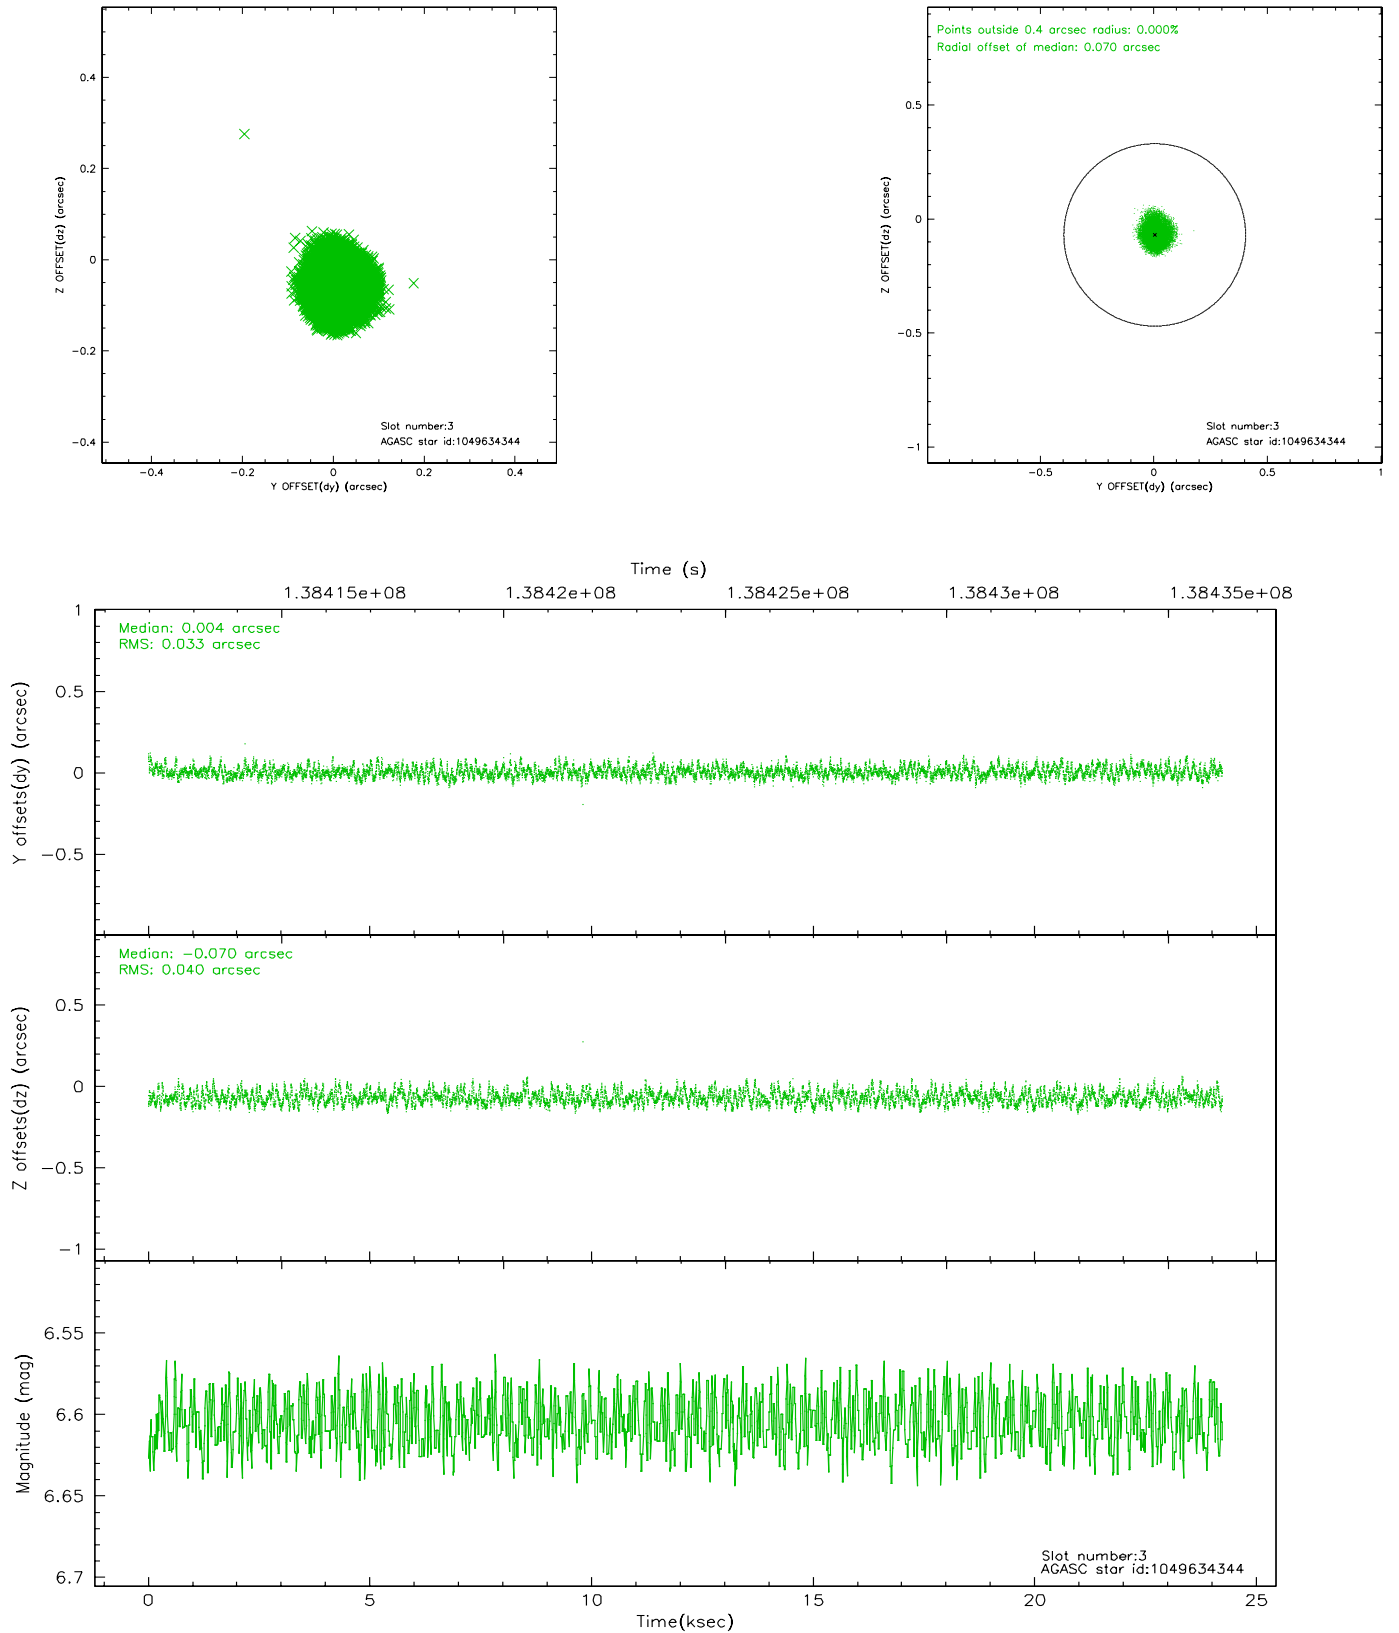 0.4
0.2
0
−0.2
−0.4
Z OFFSET(dz) (arcsec)
Slot number:3
AGASC star id:1049634344
−0.4 −0.2 0 0.2 0.4
Y OFFSET(dy) (arcsec)
Points outside 0.4 arcsec radius: 0.000%
Radial offset of median: 0.070 arcsec
0.5
0
−0.5
−1
Z OFFSET(dz) (arcsec)
Slot number:3
AGASC star id:1049634344
−0.5 0 0.5 1
Y OFFSET(dy) (arcsec)
Time (s)
1.38415e+08 1.3842e+08 1.38425e+08 1.3843e+08 1.38435e+08
Median: 0.004 arcsec
RMS: 0.033 arcsec
1
0.5
0
−0.5
Y offsets(dy) (arcsec)
Median: −0.070 arcsec
RMS: 0.040 arcsec
0.5
0
−0.5
−1
Z offsets(dz) (arcsec)
6.55
6.6
6.65
6.7
Magnitude (mag)
Slot number:3
AGASC star id:1049634344
0 5 10 15 20 25
Time(ksec)